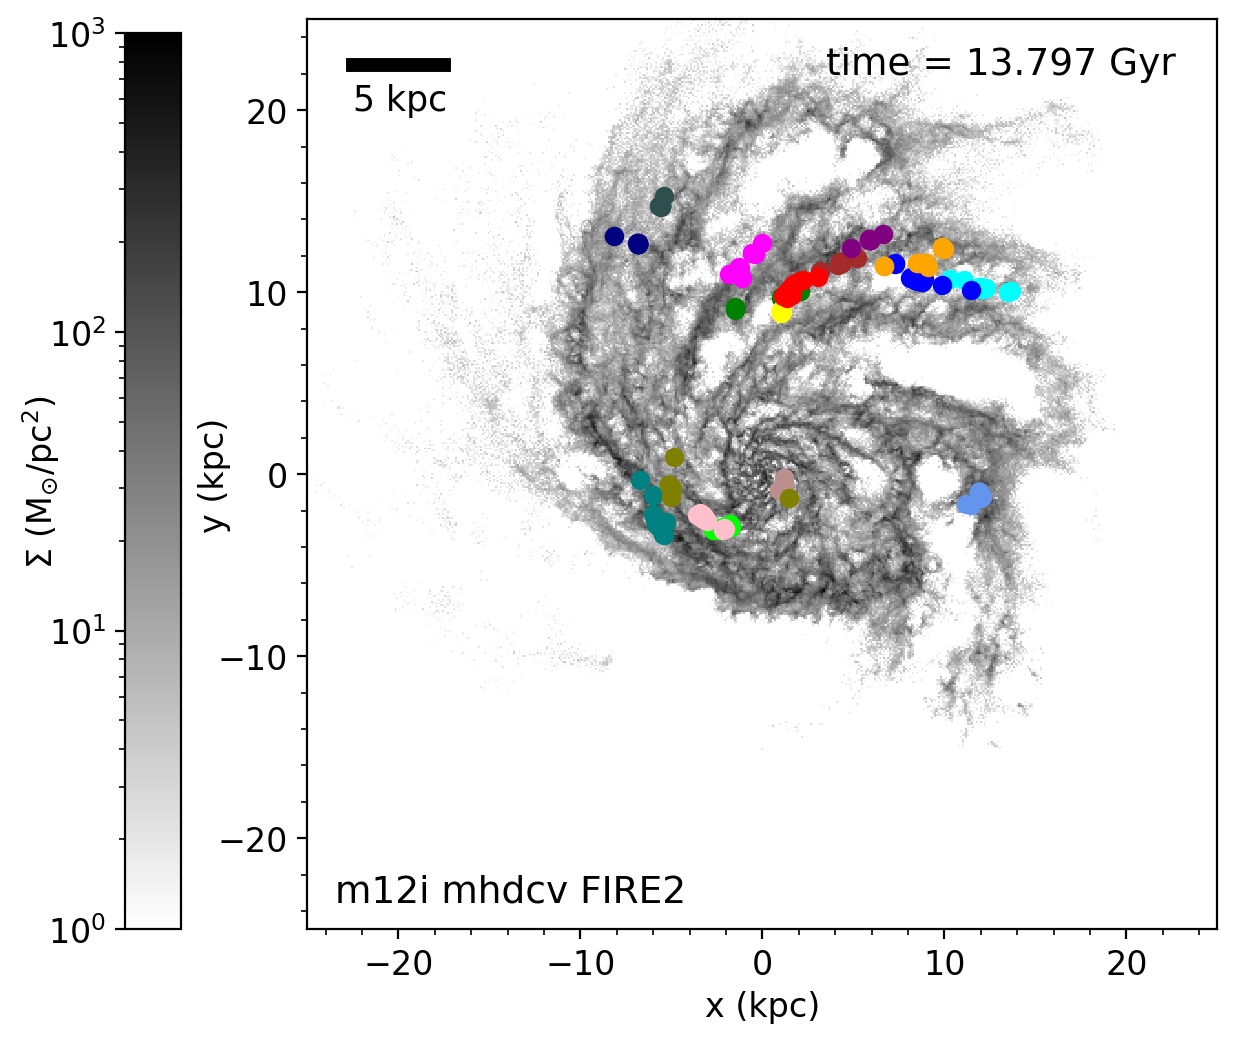 10³
10²
10¹
10⁰
Σ (M☉/pc²)
y (kpc)
20
10
0
−10
−20
5 kpc
time = 13.797 Gyr
m12i mhdcv FIRE2
−20 −10 0 10 20
x (kpc)